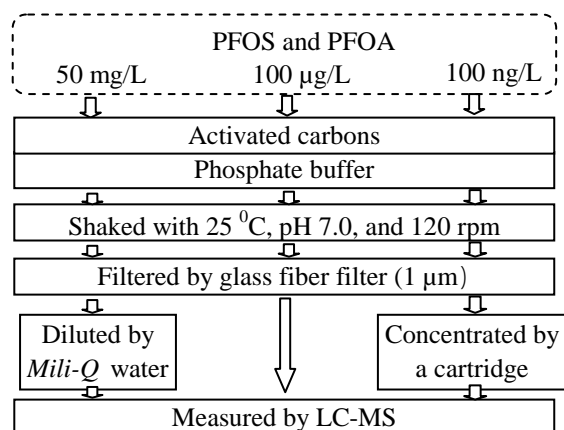 PFOS and PFOA
50 mg/L 100 µg/L 100 ng/L
Activated carbons
Phosphate buffer
Shaked with 25 ⁰C, pH 7.0, and 120 rpm
Filtered by glass fiber filter (1 µm)
Diluted by
Mili-Q water
Concentrated by
a cartridge
Measured by LC-MS